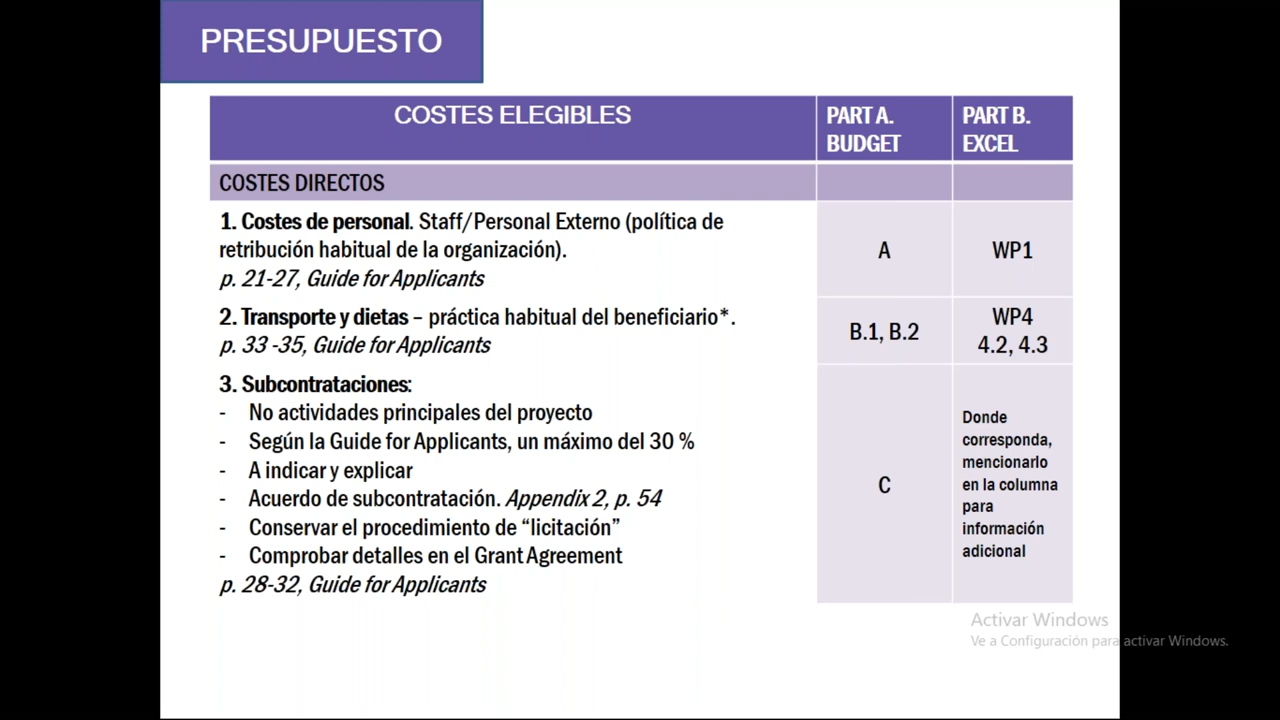 PRESUPUESTO
COSTES ELEGIBLES
PART A.
BUDGET
PART B.
EXCEL
COSTES DIRECTOS
1. Costes de personal. Staff/Personal Externo (política de
retribución habitual de la organización).
p. 21-27, Guide for Applicants
A
WP1
2. Transporte y dietas – práctica habitual del beneficiario*.
p. 33 -35, Guide for Applicants
B.1, B.2
WP4
4.2, 4.3
3. Subcontrataciones:
- No actividades principales del proyecto
- Según la Guide for Applicants, un máximo del 30 %
- A indicar y explicar
- Acuerdo de subcontratación. Appendix 2, p. 54
- Conservar el procedimiento de “licitación”
- Comprobar detalles en el Grant Agreement
p. 28-32, Guide for Applicants
C
Donde
corresponda,
mencionarlo
en la columna
para
información
adicional
Activar Windows
Ve a Configuración para activar Windows.